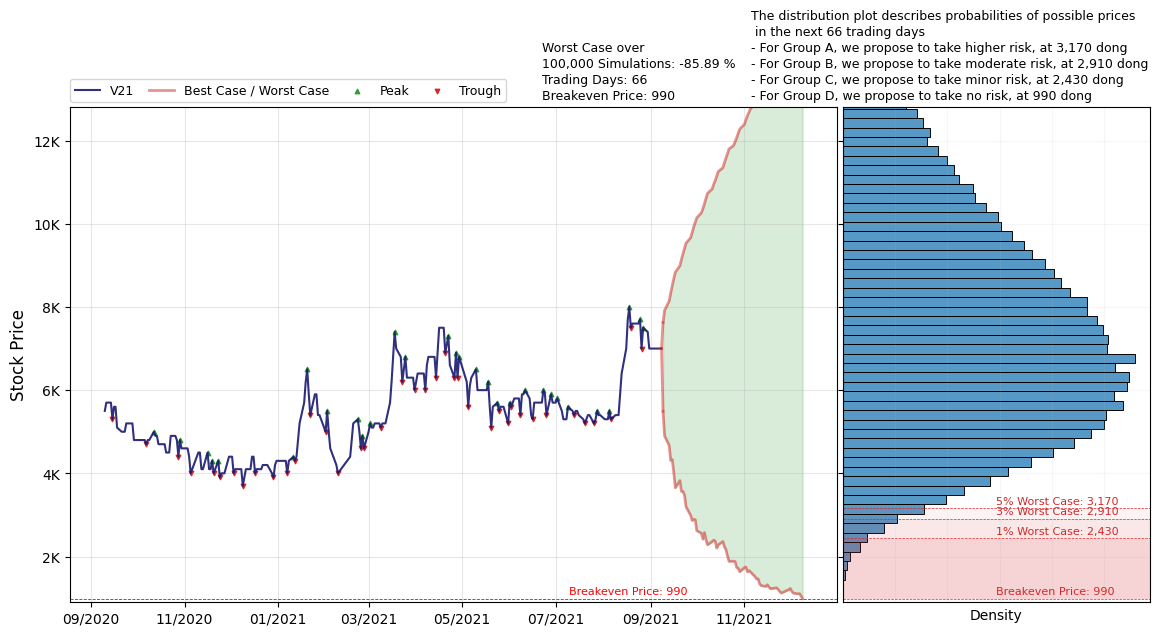 The distribution plot describes probabilities of possible prices
in the next 66 trading days
- For Group A, we propose to take higher risk, at 3,170 dong
- For Group B, we propose to take moderate risk, at 2,910 dong
- For Group C, we propose to take minor risk, at 2,430 dong
- For Group D, we propose to take no risk, at 990 dong
Worst Case over
100,000 Simulations: -85.89 %
Trading Days: 66
Breakeven Price: 990
V21
Best Case / Worst Case
Peak
Trough
Stock Price
12K
10K
8K
6K
4K
2K
Breakeven Price: 990
09/2020
11/2020
01/2021
03/2021
05/2021
07/2021
09/2021
11/2021
5% Worst Case: 3,170
3% Worst Case: 2,910
1% Worst Case: 2,430
Breakeven Price: 990
Density